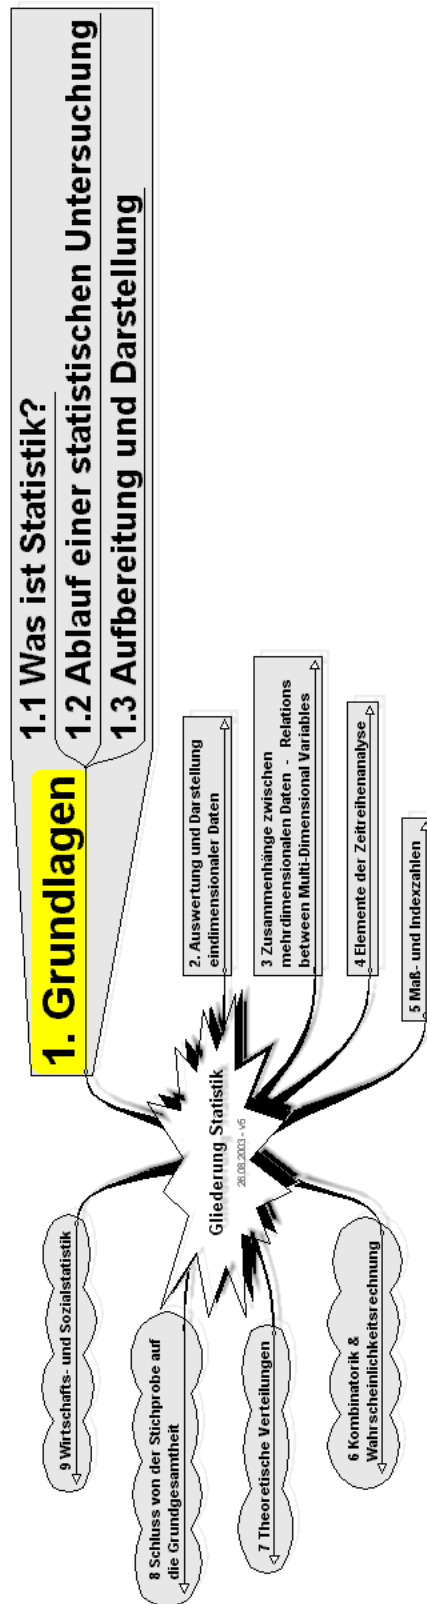 1. Grundlagen
1.1 Was ist Statistik?
1.2 Ablauf einer statistischen Untersuchung
1.3 Aufbereitung und Darstellung
2. Auswertung und Darstellung
eindimensionaler Daten
3 Zusammenhänge zwischen
mehrdimensionalen Daten - Relations
between Multi-Dimensional Variables
4 Elemente der Zeitreihenanalyse
5 Maß- und Indexzahlen
Gliederung Statistik
26.08.2003 - v5
6 Kombinatorik &
Wahrscheinlichkeitsrechnung
7 Theoretische Verteilungen
8 Schluss von der Stichprobe auf
die Grundgesamtheit
9 Wirtschafts- und Sozialstatistik